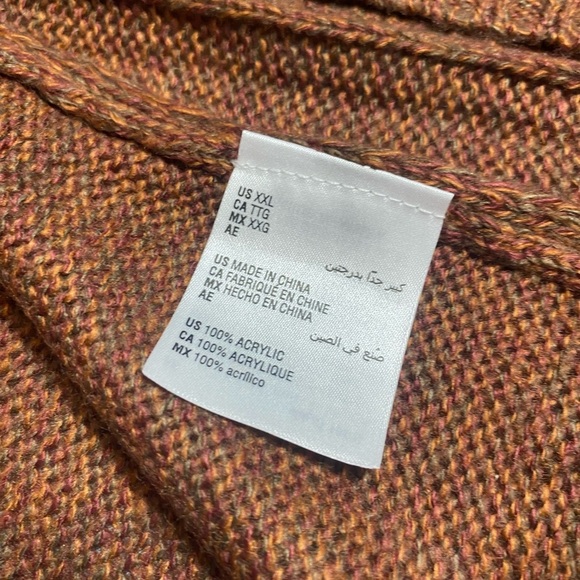 US XXL
CA TTG
MX XXG
AE
كبير جدًا بدرجتين
US MADE IN CHINA
CA FABRIQUÉ EN CHINE
MX HECHO EN CHINA
AE
صُنع في الصين
US 100% ACRYLIC
CA 100% ACRYLIQUE
MX 100% acrílico